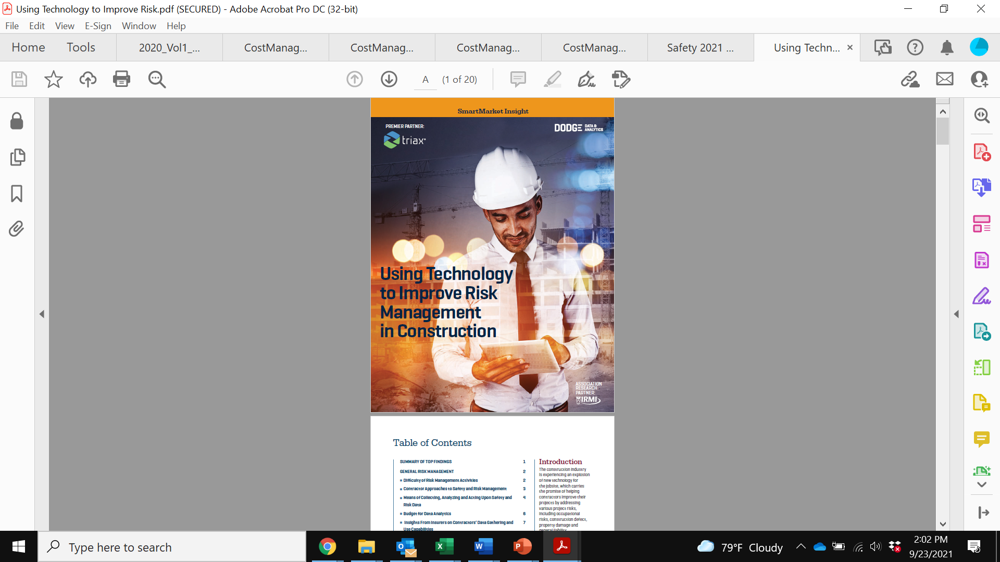 Using Technology to Improve Risk.pdf (SECURED) - Adobe Acrobat Pro DC (32-bit)
File Edit View E-Sign Window Help
Home Tools 2020_Vol1_... CostManag... CostManag... CostManag... CostManag... Safety 2021 ... Using Techn...
A (1 of 20)
SmartMarket Insight
PREMIER PARTNER:
triax
DODGE DATA & ANALYTICS
Using Technology
to Improve Risk
Management
in Construction
ASSOCIATION
RESEARCH
PARTNER:
IRMI
Table of Contents
SUMMARY OF TOP FINDINGS 1
GENERAL RISK MANAGEMENT 2
Difficulty of Risk Management Activities 2
Contractor Approaches to Safety and Risk Management 3
Means of Collecting, Analyzing and Acting Upon Safety and 4
Risk Data
Budget for Data Analytics 6
Insights From Insurers on Contractors' Data Gathering and 7
Use Capabilities
Introduction
The construction industry
is experiencing an explosion
of new technology for
the jobsite, which carries
the promise of helping
contractors improve their
projects by addressing
various project risks,
including occupational
risks, construction defect,
property damage and
general liability
Type here to search
79°F Cloudy
2:02 PM
9/23/2021